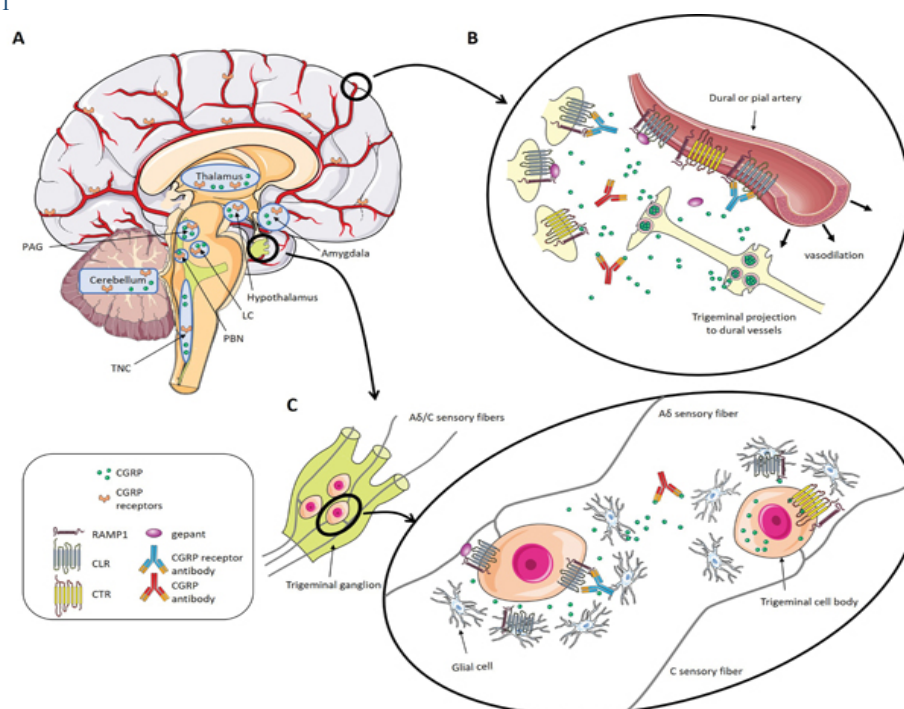 1
A
B
Dural or pial artery
Thalamus
PAG
Amygdala
Cerebellum
Hypothalamus
LC
PBN
TNC
vasodilation
Trigeminal projection
to dural vessels
C
Aδ/C sensory fibers
Aδ sensory fiber
CGRP
CGRP
receptors
RAMP1
CLR
CTR
gepant
CGRP receptor
antibody
CGRP
antibody
Trigeminal ganglion
Glial cell
Trigeminal cell body
C sensory fiber